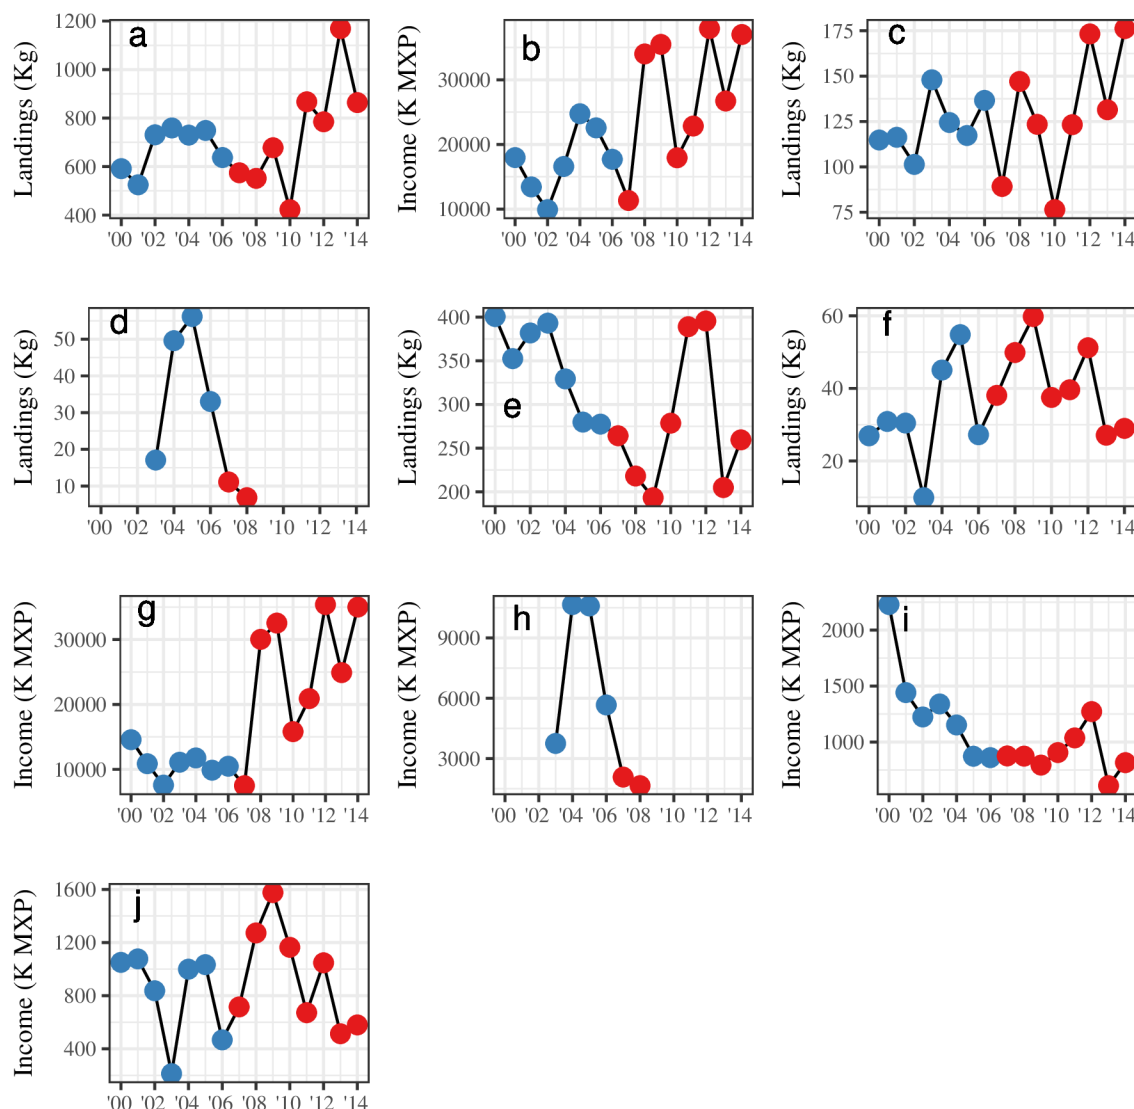 a
Landings (Kg)
1200
1000
800
600
400
'00 '02 '04 '06 '08 '10 '12 '14
b
Income (K MXP)
30000
20000
10000
'00 '02 '04 '06 '08 '10 '12 '14
c
Landings (Kg)
175
150
125
100
75
'00 '02 '04 '06 '08 '10 '12 '14
d
Landings (Kg)
50
40
30
20
10
'00 '02 '04 '06 '08 '10 '12 '14
e
Landings (Kg)
400
350
300
250
200
'00 '02 '04 '06 '08 '10 '12 '14
f
Landings (Kg)
60
40
20
'00 '02 '04 '06 '08 '10 '12 '14
g
Income (K MXP)
30000
20000
10000
'00 '02 '04 '06 '08 '10 '12 '14
h
Income (K MXP)
9000
6000
3000
'00 '02 '04 '06 '08 '10 '12 '14
i
Income (K MXP)
2000
1500
1000
'00 '02 '04 '06 '08 '10 '12 '14
j
Income (K MXP)
1600
1200
800
400
'00 '02 '04 '06 '08 '10 '12 '14